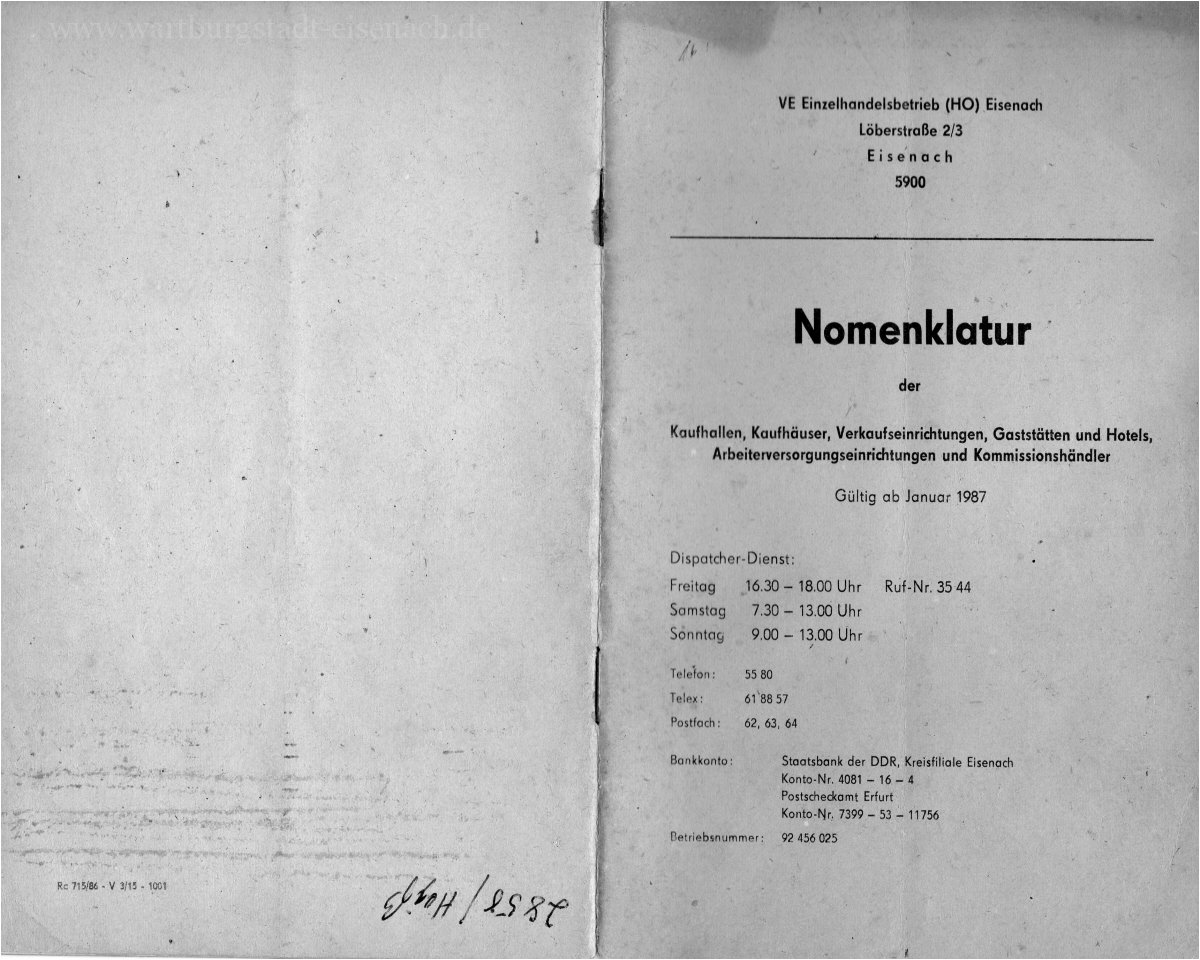 www.wartburgstadt-eisenach.de
Rc 715/86 - V 3/15 - 1001
2858 /
16
VE Einzelhandelsbetrieb (HO) Eisenach
Löberstraße 2/3
Eisenach
5900
Nomenklatur
der
Kaufhallen, Kaufhäuser, Verkaufseinrichtungen, Gaststätten und Hotels,
Arbeiterversorgungseinrichtungen und Kommissionshändler
Gültig ab Januar 1987
Dispatcher-Dienst:
Freitag 16.30 – 18.00 Uhr Ruf-Nr. 35 44
Samstag 7.30 – 13.00 Uhr
Sonntag 9.00 – 13.00 Uhr
Telefon: 55 80
Telex: 61 88 57
Postfach: 62, 63, 64
Bankkonto: Staatsbank der DDR, Kreisfiliale Eisenach
Konto-Nr. 4081 – 16 – 4
Postscheckamt Erfurt
Konto-Nr. 7399 – 53 – 11756
Betriebsnummer: 92 456 025